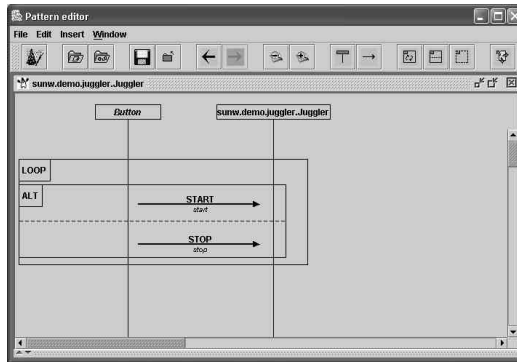 Pattern editor
File Edit Insert Window
sunw.demo.juggler.Juggler
Button sunw.demo.juggler.Juggler
LOOP
ALT
START
start
STOP
stop